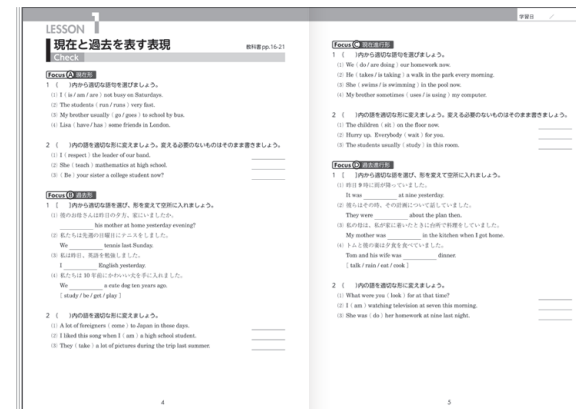 LESSON 1
現在と過去を表す表現
教科書 pp.16-21
Check
Focus A 現在形
1 (　)内から適切な語句を選びましょう。
(1) I ( is / am / are ) not busy on Saturdays.
(2) The students ( run / runs ) very fast.
(3) My brother usually ( go / goes ) to school by bus.
(4) Lisa ( have / has ) some friends in London.
2 (　)内の語を適切な形に変えましょう。変える必要のないものはそのまま書きましょう。
(1) I ( respect ) the leader of our band.
(2) She ( teach ) mathematics at high school.
(3) ( Be ) your sister a college student now?
Focus B 過去形
1 [　]内から適切な語を選び、形を変えて空所に入れましょう。
(1) 彼のお母さんは昨日の夕方、家にいましたか。
his mother at home yesterday evening?
(2) 私たちは先週の日曜日にテニスをしました。
We tennis last Sunday.
(3) 私は昨日、英語を勉強しました。
I English yesterday.
(4) 私たちは10年前にかわいい犬を手に入れました。
We a cute dog ten years ago.
[ study / be / get / play ]
2 (　)内の語を適切な形に変えましょう。
(1) A lot of foreigners ( come ) to Japan in those days.
(2) I liked this song when I ( am ) a high school student.
(3) They ( take ) a lot of pictures during the trip last summer.
4
学習日 /
Focus C 現在進行形
1 (　)内から適切な語句を選びましょう。
(1) We ( do / are doing ) our homework now.
(2) He ( takes / is taking ) a walk in the park every morning.
(3) She ( swims / is swimming ) in the pool now.
(4) My brother sometimes ( uses / is using ) my computer.
2 (　)内の語を適切な形に変えましょう。変える必要のないものはそのまま書きましょう。
(1) The children ( sit ) on the floor now.
(2) Hurry up. Everybody ( wait ) for you.
(3) The students usually ( study ) in this room.
Focus D 過去進行形
1 [　]内から適切な語を選び、形を変えて空所に入れましょう。
(1) 昨日9時に雨が降っていました。
It was at nine yesterday.
(2) 彼らはその時、その計画について話していました。
They were about the plan then.
(3) 私の母は、私が家に着いたときに台所で料理をしていました。
My mother was in the kitchen when I got home.
(4) トムと彼の妻は夕食を食べていました。
Tom and his wife was dinner.
[ talk / rain / eat / cook ]
2 (　)内の語を適切な形に変えましょう。
(1) What were you ( look ) for at that time?
(2) I ( am ) watching television at seven this morning.
(3) She was ( do ) her homework at nine last night.
5